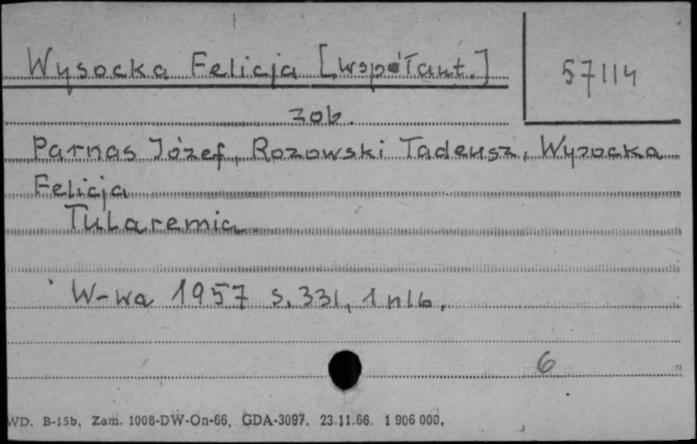 Wysocka Felicja [współaut.]
57114
zob.
Parnas Józef, Rozowski Tadeusz, Wysocka
Felicja
Tularemia
W-wa 1957 s. 331, 1 nlb.
6
WD. B-15b, Zam. 1008-DW-On-66, GDA-3097. 23.11.66. 1 906 000.